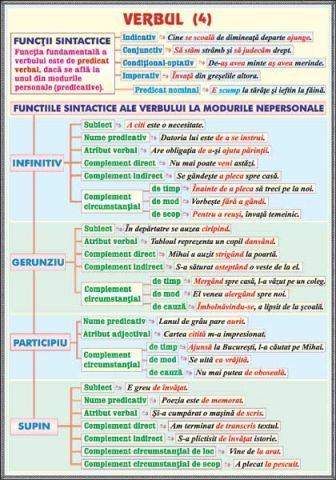 VERBUL (4)
FUNCȚII SINTACTICE
Funcția fundamentală a
verbului este de predicat
verbal, dacă se află la
unul din modurile
personale (predicative).
Indicativ Cine se scoală de dimineață departe ajunge.
Conjunctiv Să stăm strâmb și să judecăm drept.
Condițional-optativ De-aș avea minte aș avea merinde.
Imperativ Învață din greșelile altora.
Predicat nominal E scump la tărâțe și ieftin la făină.
FUNCȚIILE SINTACTICE ALE VERBULUI LA MODURILE NEPERSONALE
INFINITIV
Subiect A citi este o necesitate.
Nume predicativ Datoria lui este de a se instrui.
Atribut verbal Are obligația de a-și ajuta părinții.
Complement direct Nu mai poate veni astăzi.
Complement indirect Se gândește a pleca spre casă.
Complement circumstanțial
de timp Înainte de a pleca să treci pe la noi.
de mod Vorbește fără a gândi.
de scop Pentru a reuși, învață temeinic.
GERUNZIU
Subiect În depărtare se auzea ciripind.
Atribut verbal Tabloul reprezenta un copil dansând.
Complement direct Mihai a auzit strigând la poartă.
Complement indirect S-a săturat așteptând o veste de la el.
Complement circumstanțial
de timp Mergând spre casă, l-a văzut pe un coleg.
de mod El venea alergând spre noi.
de cauză Îmbolnăvindu-se, a lipsit de la școală.
PARTICIPIU
Nume predicativ Lanul de grâu pare aurit.
Atribut adjectival Cartea citită m-a impresionat.
Complement circumstanțial
de timp Ajunsă la București, l-a căutat pe Mihai.
de mod Se uită ca vrăjită.
de cauză Nu mai putea de oboseală.
SUPIN
Subiect E greu de învățat.
Nume predicativ Poezia este de memorat.
Atribut verbal Și-a cumpărat o mașină de scris.
Complement direct Am terminat de transcris textul.
Complement indirect S-a plictisit de învățat istorie.
Complement circumstanțial de loc Vine de la arat.
Complement circumstanțial de scop A plecat la pescuit.